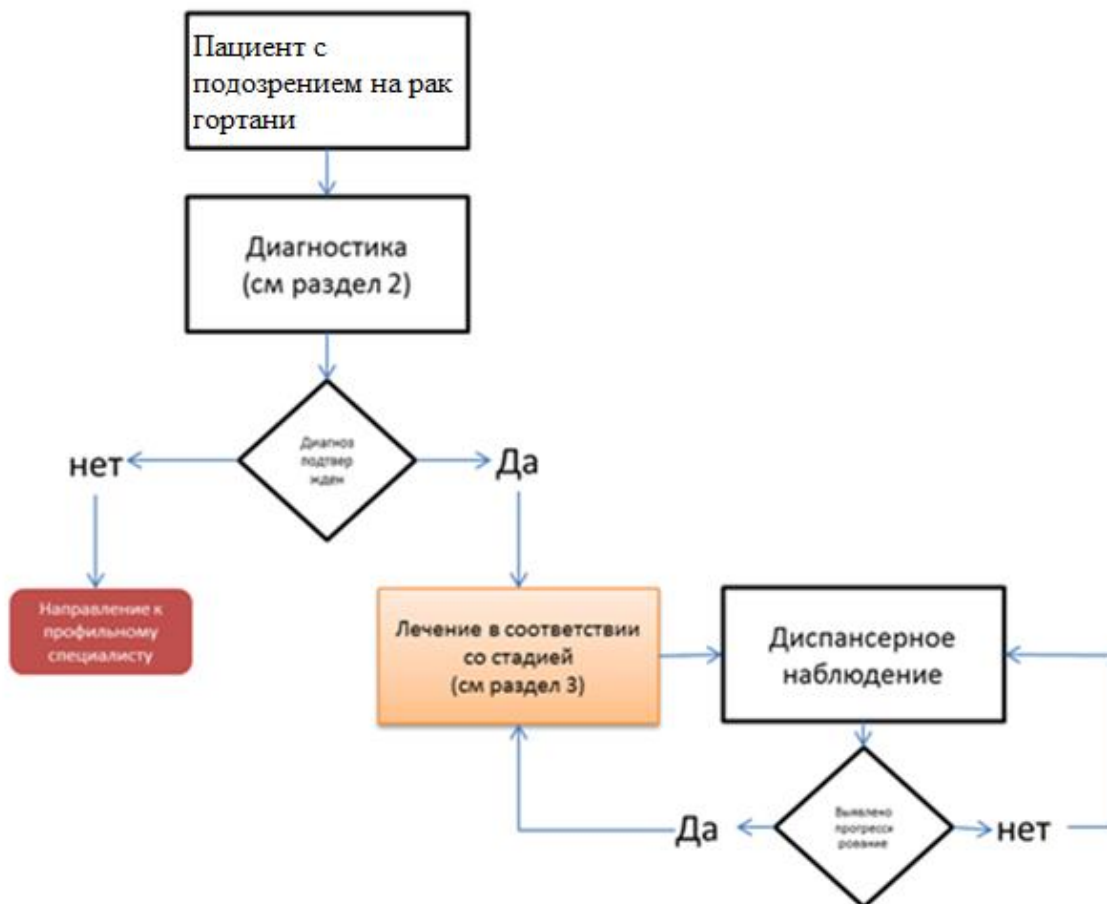 Пациент с
подозрением на рак
гортани
Диагностика
(см раздел 2)
Диагноз
подтвер
жден
нет
Да
Направление к
профильному
специалисту
Лечение в соответствии
со стадией
(см раздел 3)
Диспансерное
наблюдение
Выявлено
прогресси
рование
Да
нет